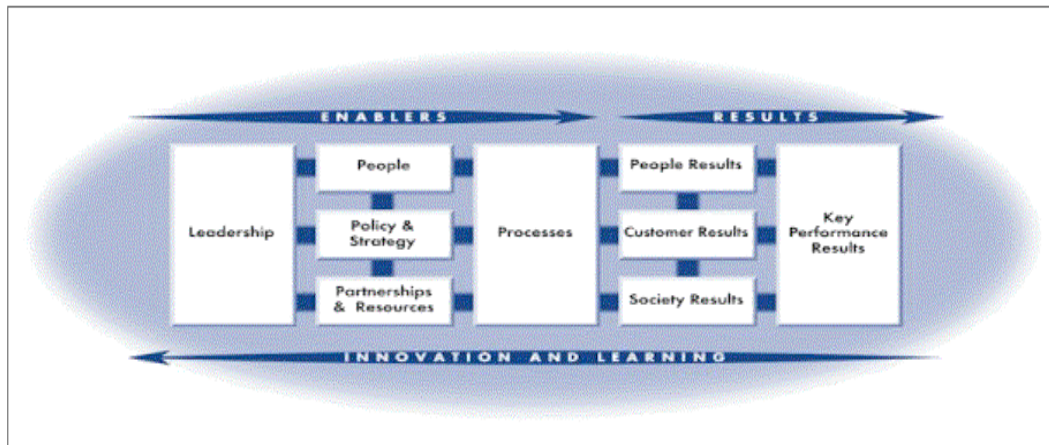 ENABLERS
RESULTS
Leadership
People
Policy &
Strategy
Partnerships
& Resources
Processes
People Results
Customer Results
Society Results
Key
Performance
Results
INNOVATION AND LEARNING